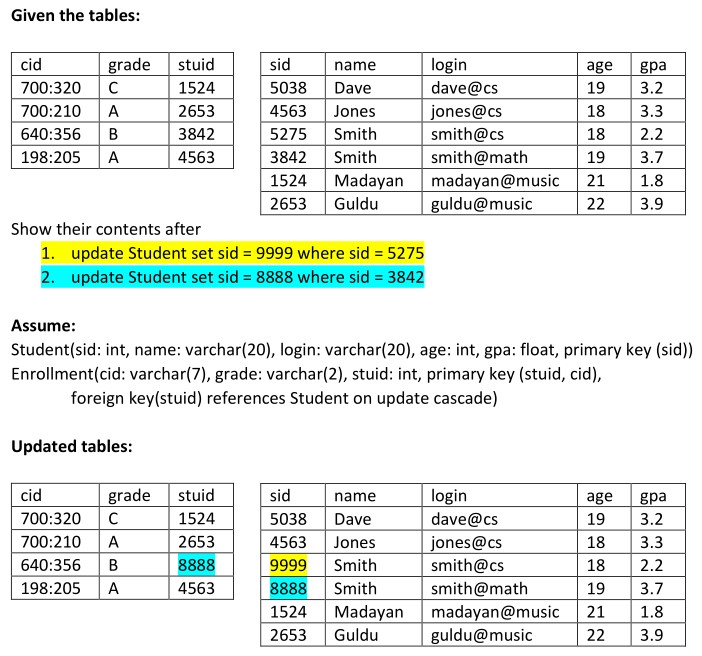 Given the tables:
cid grade stuid
700:320 C 1524
700:210 A 2653
640:356 B 3842
198:205 A 4563
sid name login age gpa
5038 Dave dave@cs 19 3.2
4563 Jones jones@cs 18 3.3
5275 Smith smith@cs 18 2.2
3842 Smith smith@math 19 3.7
1524 Madayan madayan@music 21 1.8
2653 Guldu guldu@music 22 3.9
Show their contents after
1. update Student set sid = 9999 where sid = 5275
2. update Student set sid = 8888 where sid = 3842
Assume:
Student(sid: int, name: varchar(20), login: varchar(20), age: int, gpa: float, primary key (sid))
Enrollment(cid: varchar(7), grade: varchar(2), stuid: int, primary key (stuid, cid),
foreign key(stuid) references Student on update cascade)
Updated tables:
cid grade stuid
700:320 C 1524
700:210 A 2653
640:356 B 8888
198:205 A 4563
sid name login age gpa
5038 Dave dave@cs 19 3.2
4563 Jones jones@cs 18 3.3
9999 Smith smith@cs 18 2.2
8888 Smith smith@math 19 3.7
1524 Madayan madayan@music 21 1.8
2653 Guldu guldu@music 22 3.9